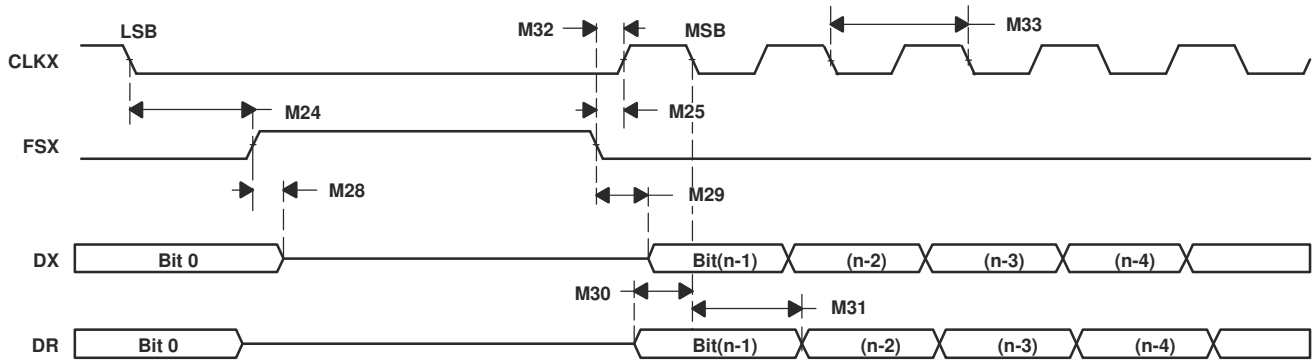 LSB
M32
MSB
M33
CLKX
M24
M25
FSX
M28
M29
DX
Bit 0
Bit(n-1)
(n-2)
(n-3)
(n-4)
M30
M31
DR
Bit 0
Bit(n-1)
(n-2)
(n-3)
(n-4)